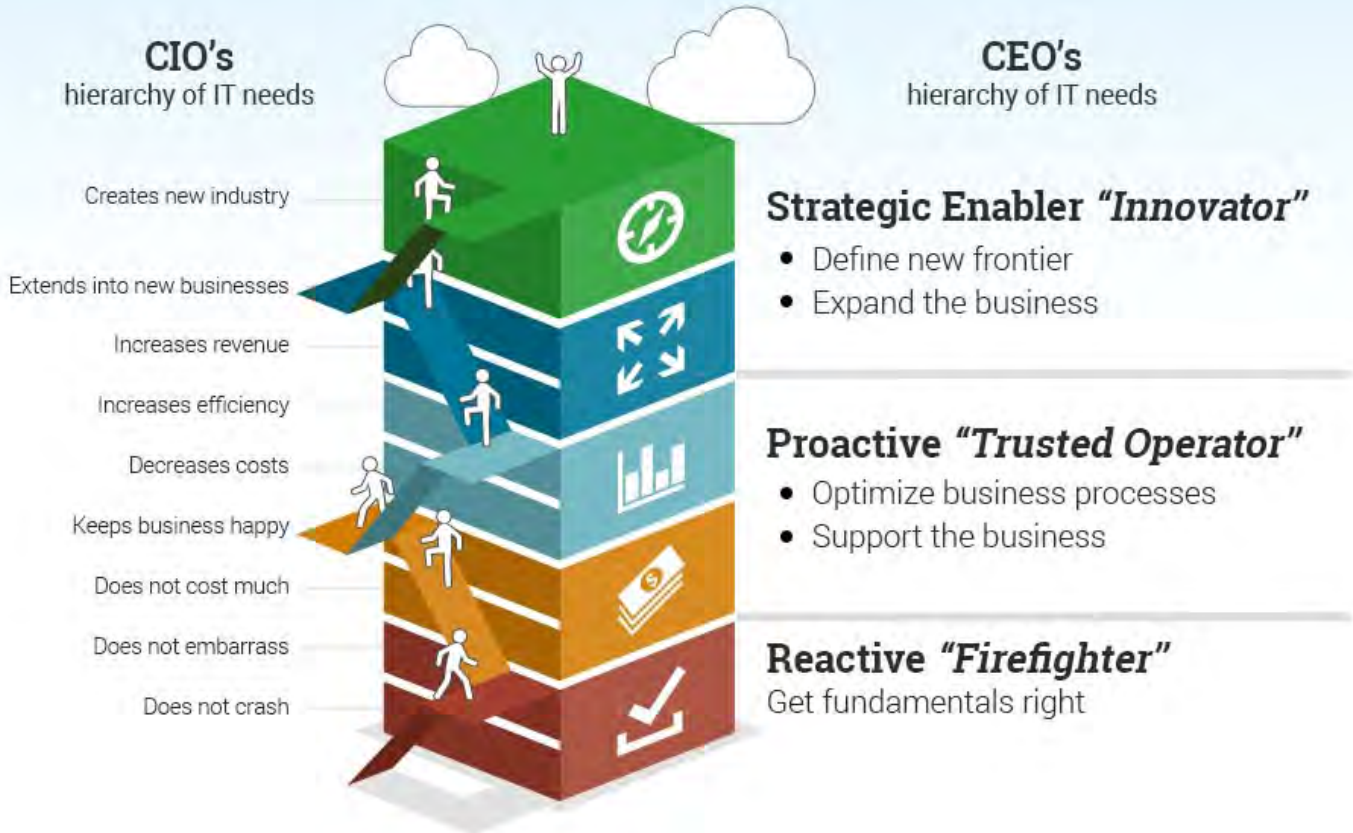 CIO's
hierarchy of IT needs
Creates new industry
Extends into new businesses
Increases revenue
Increases efficiency
Decreases costs
Keeps business happy
Does not cost much
Does not embarrass
Does not crash
$
CEO's
hierarchy of IT needs
Strategic Enabler “Innovator”
• Define new frontier
• Expand the business
Proactive “Trusted Operator”
• Optimize business processes
• Support the business
Reactive “Firefighter”
Get fundamentals right